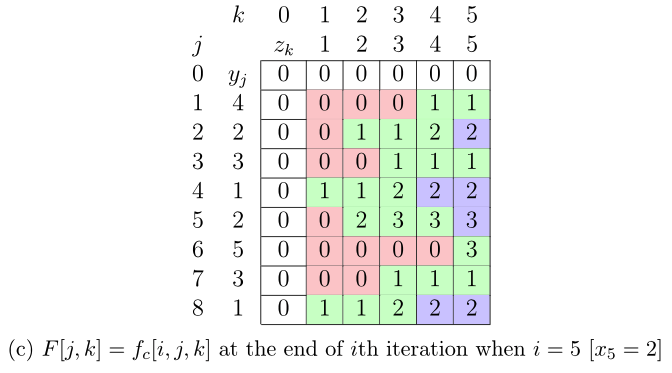 k 0 1 2 3 4 5
j z_k 1 2 3 4 5
0 y_j 0 0 0 0 0 0
1 4 0 0 0 0 1 1
2 2 0 0 1 1 2 2
3 3 0 0 0 1 1 1
4 1 0 1 1 2 2 2
5 2 0 0 2 3 3 3
6 5 0 0 0 0 0 3
7 3 0 0 0 1 1 1
8 1 0 1 1 2 2 2
(c) F[j, k] = f_c[i, j, k] at the end of ith iteration when i = 5 [x_5 = 2]